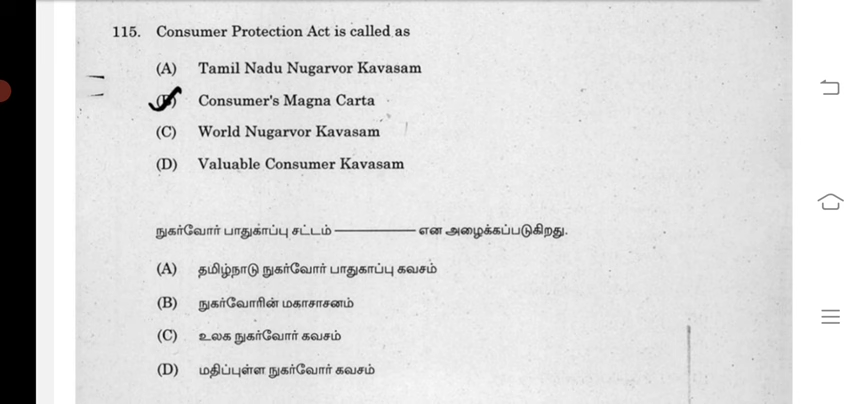 115. Consumer Protection Act is called as
(A) Tamil Nadu Nugarvor Kavasam
(B) Consumer's Magna Carta
(C) World Nugarvor Kavasam
(D) Valuable Consumer Kavasam
நுகர்வோர் பாதுகாப்பு சட்டம் ———— என அழைக்கப்படுகிறது.
(A) தமிழ்நாடு நுகர்வோர் பாதுகாப்பு கவசம்
(B) நுகர்வோரின் மகாசாசனம்
(C) உலக நுகர்வோர் கவசம்
(D) மதிப்புள்ள நுகர்வோர் கவசம்